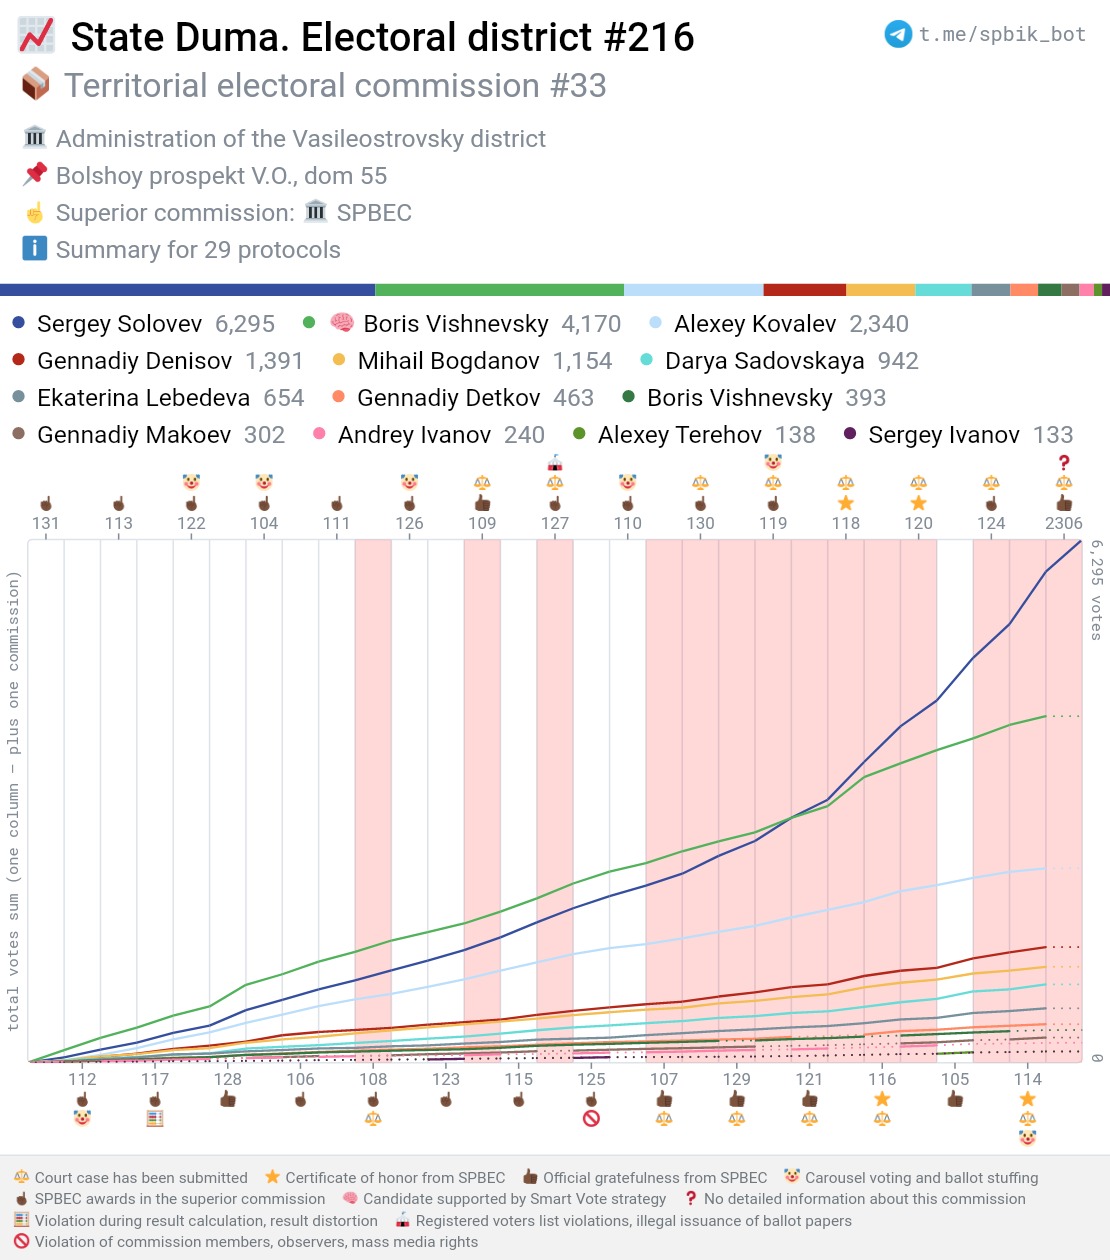 State Duma. Electoral district #216
t.me/spbik_bot
Territorial electoral commission #33
Administration of the Vasileostrovsky district
Bolshoy prospekt V.O., dom 55
Superior commission: SPBEC
Summary for 29 protocols
Sergey Solovev 6,295 Boris Vishnevsky 4,170 Alexey Kovalev 2,340
Gennadiy Denisov 1,391 Mihail Bogdanov 1,154 Darya Sadovskaya 942
Ekaterina Lebedeva 654 Gennadiy Detkov 463 Boris Vishnevsky 393
Gennadiy Makoev 302 Andrey Ivanov 240 Alexey Terehov 138 Sergey Ivanov 133
131 113 122 104 111 126 109 127 110 130 119 118 120 124 2306
total votes sum (one column – plus one commission)
6,295 votes
0
112 117 128 106 108 123 115 125 107 129 121 116 105 114
Court case has been submitted Certificate of honor from SPBEC Official gratefulness from SPBEC Carousel voting and ballot stuffing
SPBEC awards in the superior commission Candidate supported by Smart Vote strategy No detailed information about this commission
Violation during result calculation, result distortion Registered voters list violations, illegal issuance of ballot papers
Violation of commission members, observers, mass media rights